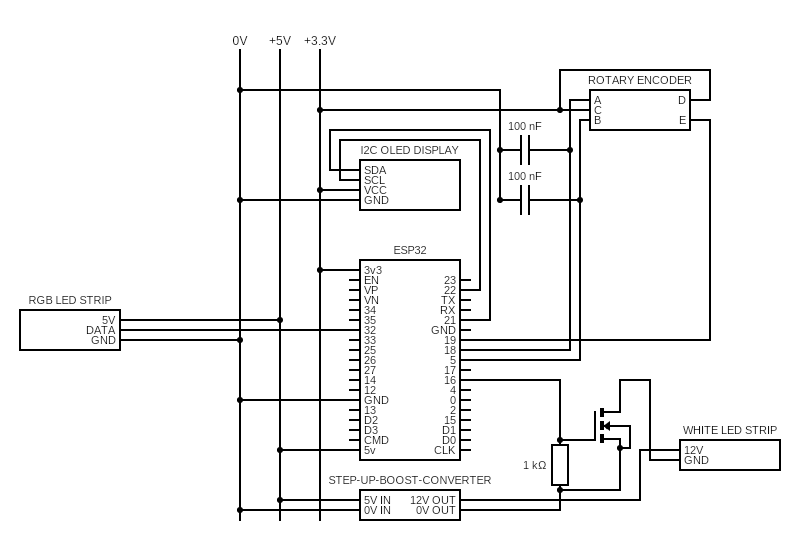 0V +5V +3.3V
ROTARY ENCODER
A D
C
B E
100 nF
100 nF
I2C OLED DISPLAY
SDA
SCL
VCC
GND
ESP32
3v3
EN 23
VP 22
VN TX
34 RX
35 21
32 GND
33 19
25 18
26 5
27 17
14 16
12 4
GND 0
13 2
D2 15
D3 D1
CMD D0
5v CLK
RGB LED STRIP
5V
DATA
GND
WHITE LED STRIP
12V
GND
1 kΩ
STEP-UP-BOOST-CONVERTER
5V IN 12V OUT
0V IN 0V OUT